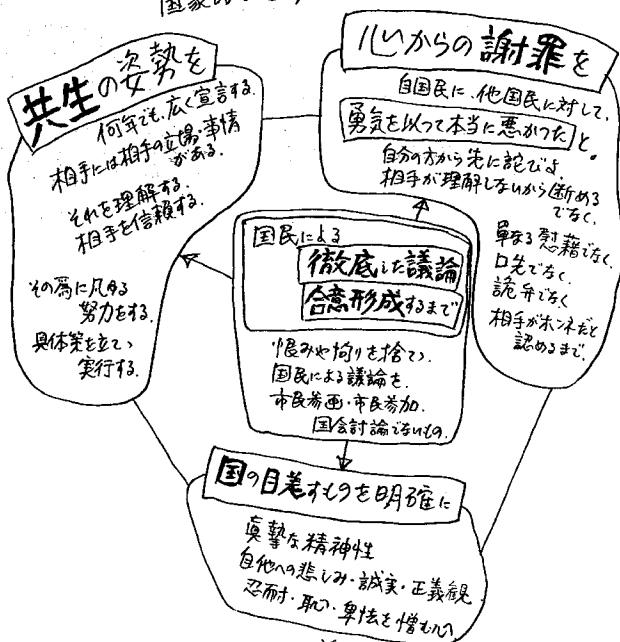 共生の姿勢を
何年でも、広く宣言する.
相手には相手の立場・事情
がある.
それを理解する.
相手を信頼する.
その為に凡ゆる
努力をする.
具体策を立てつ
実行する.
心からの謝罪を
自国民に、他国民に対して.
勇気を以って本当に悪かったと.
自分の方から先に詫びよ.
相手が理解しないから断める
でなく.
単なる慰藉でなく.
口先でなく.
詭弁でなく
相手がホンネだと
認めるまで.
国民による
徹底した議論
合意形成するまで
恨みや拘りを捨てつ.
国民による議論を.
市民参画・市民参加.
国会討論でないもの.
国の目差すものを明確に
真摯な精神性
自他への悲しみ・誠実・正義観
忍耐・恥・卑怯を憎む心